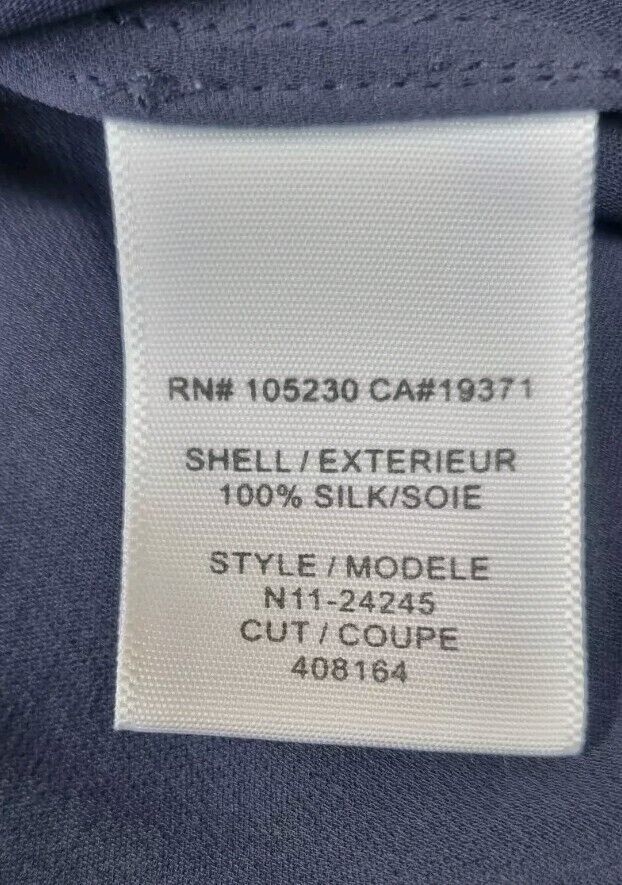 RN# 105230 CA#19371
SHELL / EXTERIEUR
100% SILK/SOIE
STYLE / MODELE
N11-24245
CUT / COUPE
408164